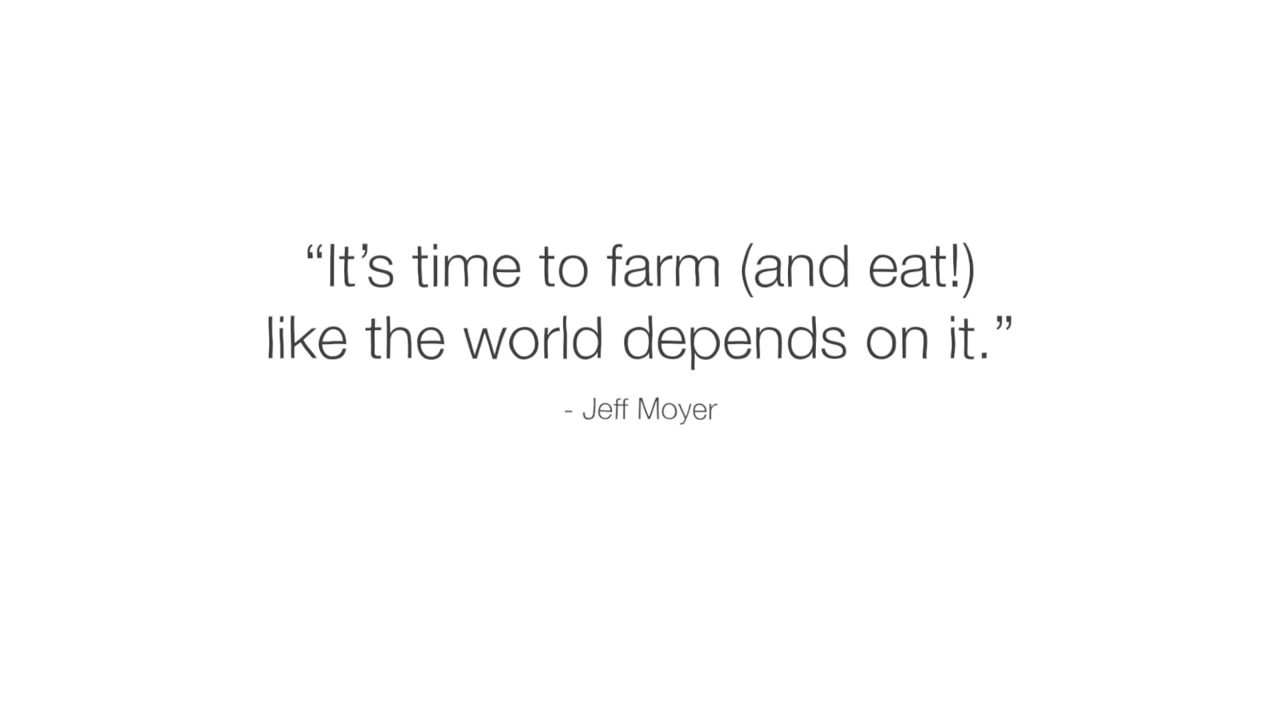 “It’s time to farm (and eat!)
like the world depends on it.”
- Jeff Moyer